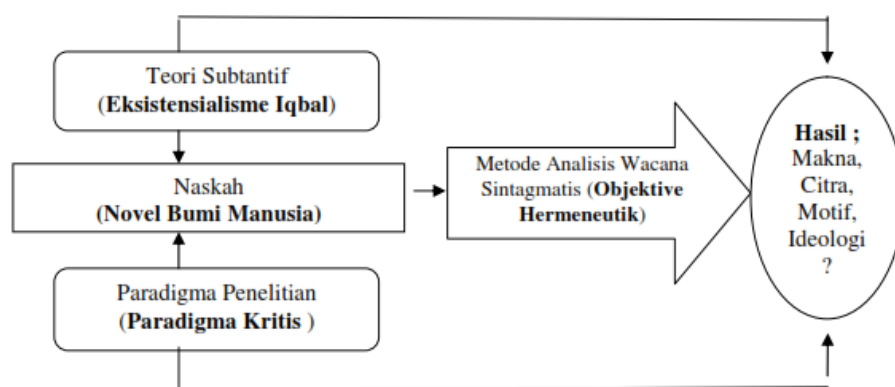 Teori Subtantif
(Eksistensialisme Iqbal)
Naskah
(Novel Bumi Manusia)
Paradigma Penelitian
(Paradigma Kritis )
Metode Analisis Wacana
Sintagmatis (Objektive
Hermeneutik)
Hasil ;
Makna,
Citra,
Motif,
Ideologi
?